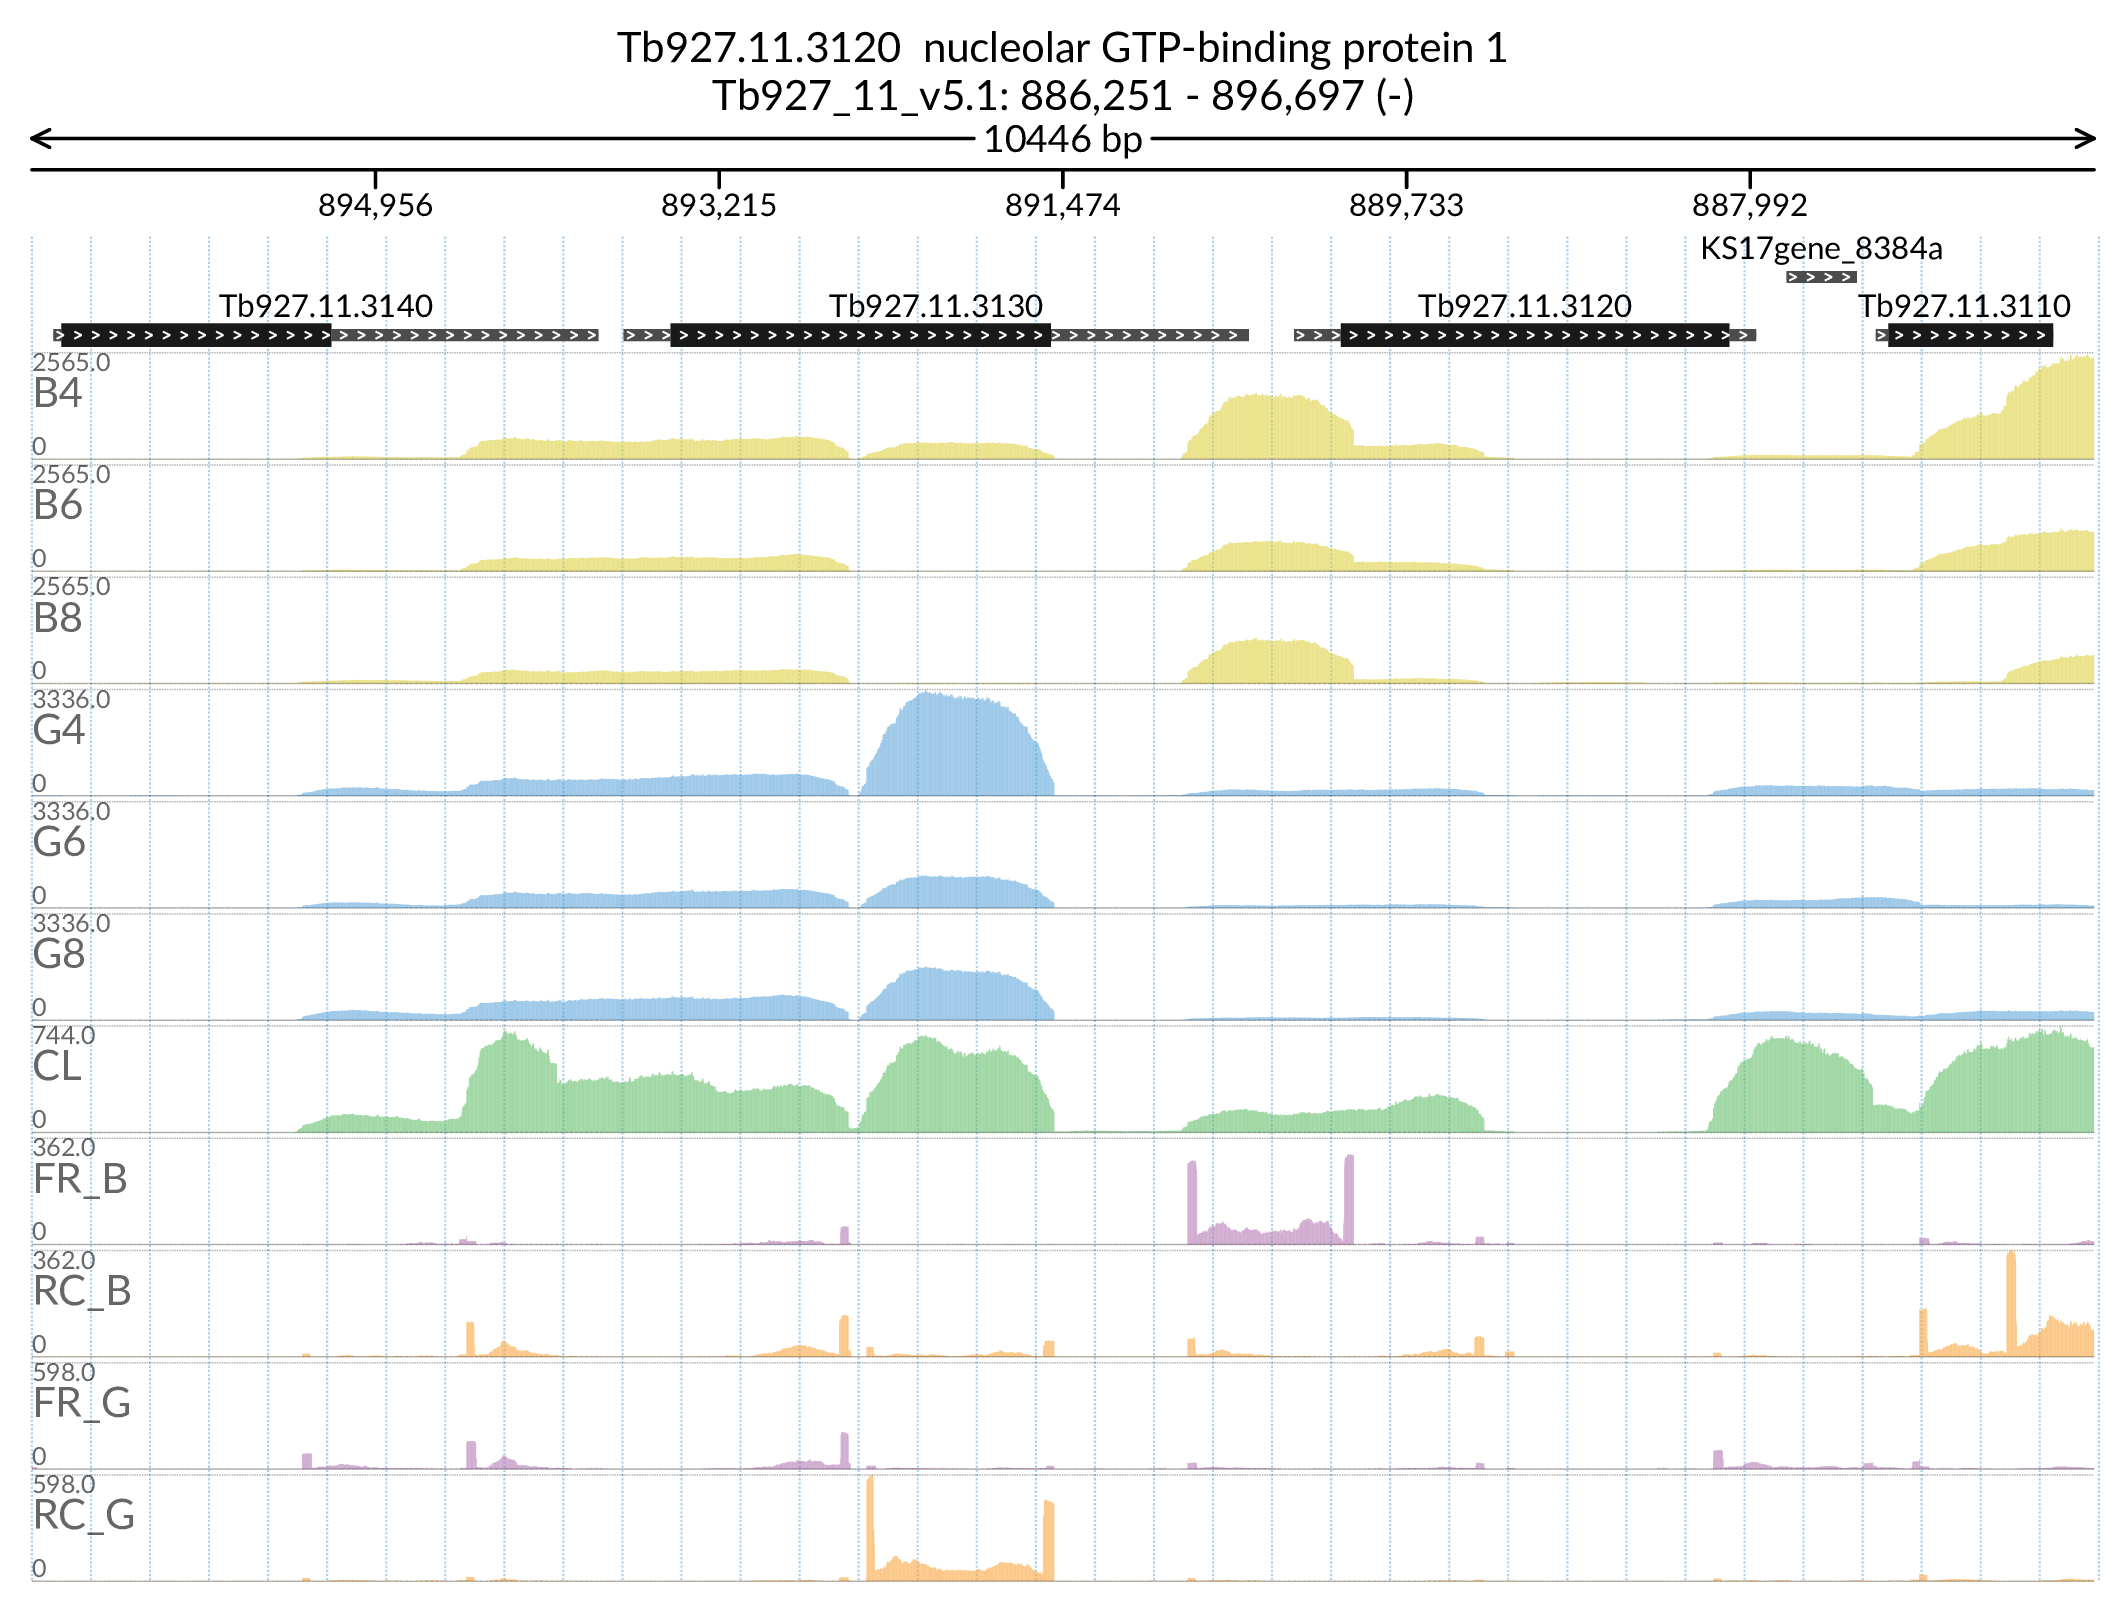 Tb927.11.3120  nucleolar GTP-binding protein 1
Tb927_11_v5.1: 886,251 - 896,697 (-)
10446 bp
894,956 893,215 891,474 889,733 887,992
KS17gene_8384a
Tb927.11.3140 Tb927.11.3130 Tb927.11.3120 Tb927.11.3110
2565.0
B4
0
2565.0
B6
0
2565.0
B8
0
3336.0
G4
0
3336.0
G6
0
3336.0
G8
0
744.0
CL
0
362.0
FR_B
0
362.0
RC_B
0
598.0
FR_G
0
598.0
RC_G
0